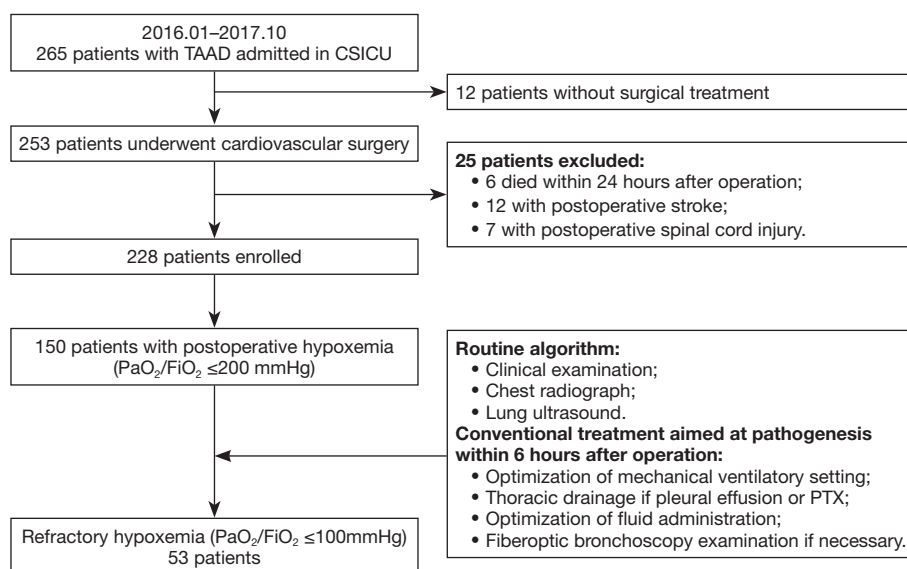 2016.01–2017.10
265 patients with TAAD admitted in CSICU
12 patients without surgical treatment
253 patients underwent cardiovascular surgery
25 patients excluded:
• 6 died within 24 hours after operation;
• 12 with postoperative stroke;
• 7 with postoperative spinal cord injury.
228 patients enrolled
150 patients with postoperative hypoxemia
(PaO₂/FiO₂ ≤200 mmHg)
Routine algorithm:
• Clinical examination;
• Chest radiograph;
• Lung ultrasound.
Conventional treatment aimed at pathogenesis
within 6 hours after operation:
• Optimization of mechanical ventilatory setting;
• Thoracic drainage if pleural effusion or PTX;
• Optimization of fluid administration;
• Fiberoptic bronchoscopy examination if necessary.
Refractory hypoxemia (PaO₂/FiO₂ ≤100mmHg)
53 patients